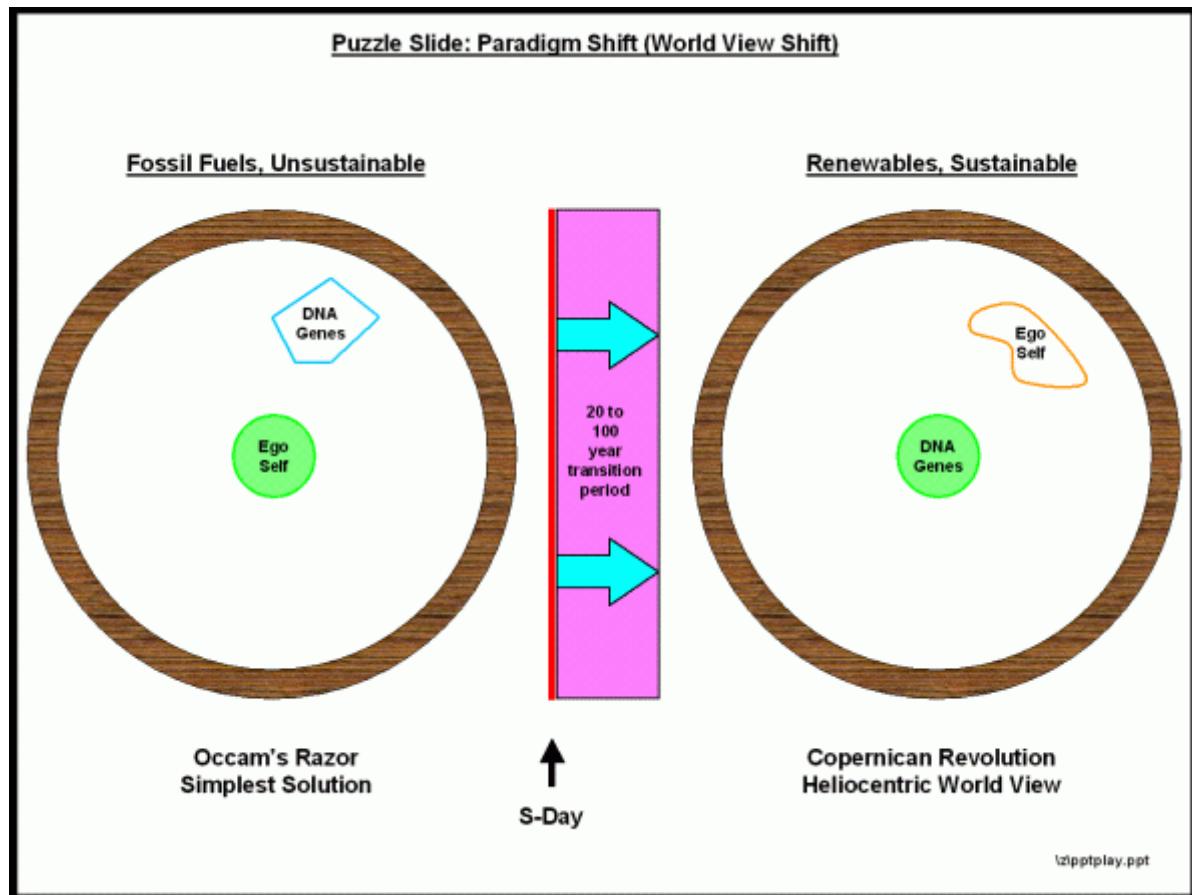 Puzzle Slide: Paradigm Shift (World View Shift)
Fossil Fuels, Unsustainable
Renewables, Sustainable
DNA
Genes
Ego
Self
20 to
100
year
transition
period
Ego
Self
DNA
Genes
Occam's Razor
Simplest Solution
S-Day
Copernican Revolution
Heliocentric World View
\z\pptplay.ppt